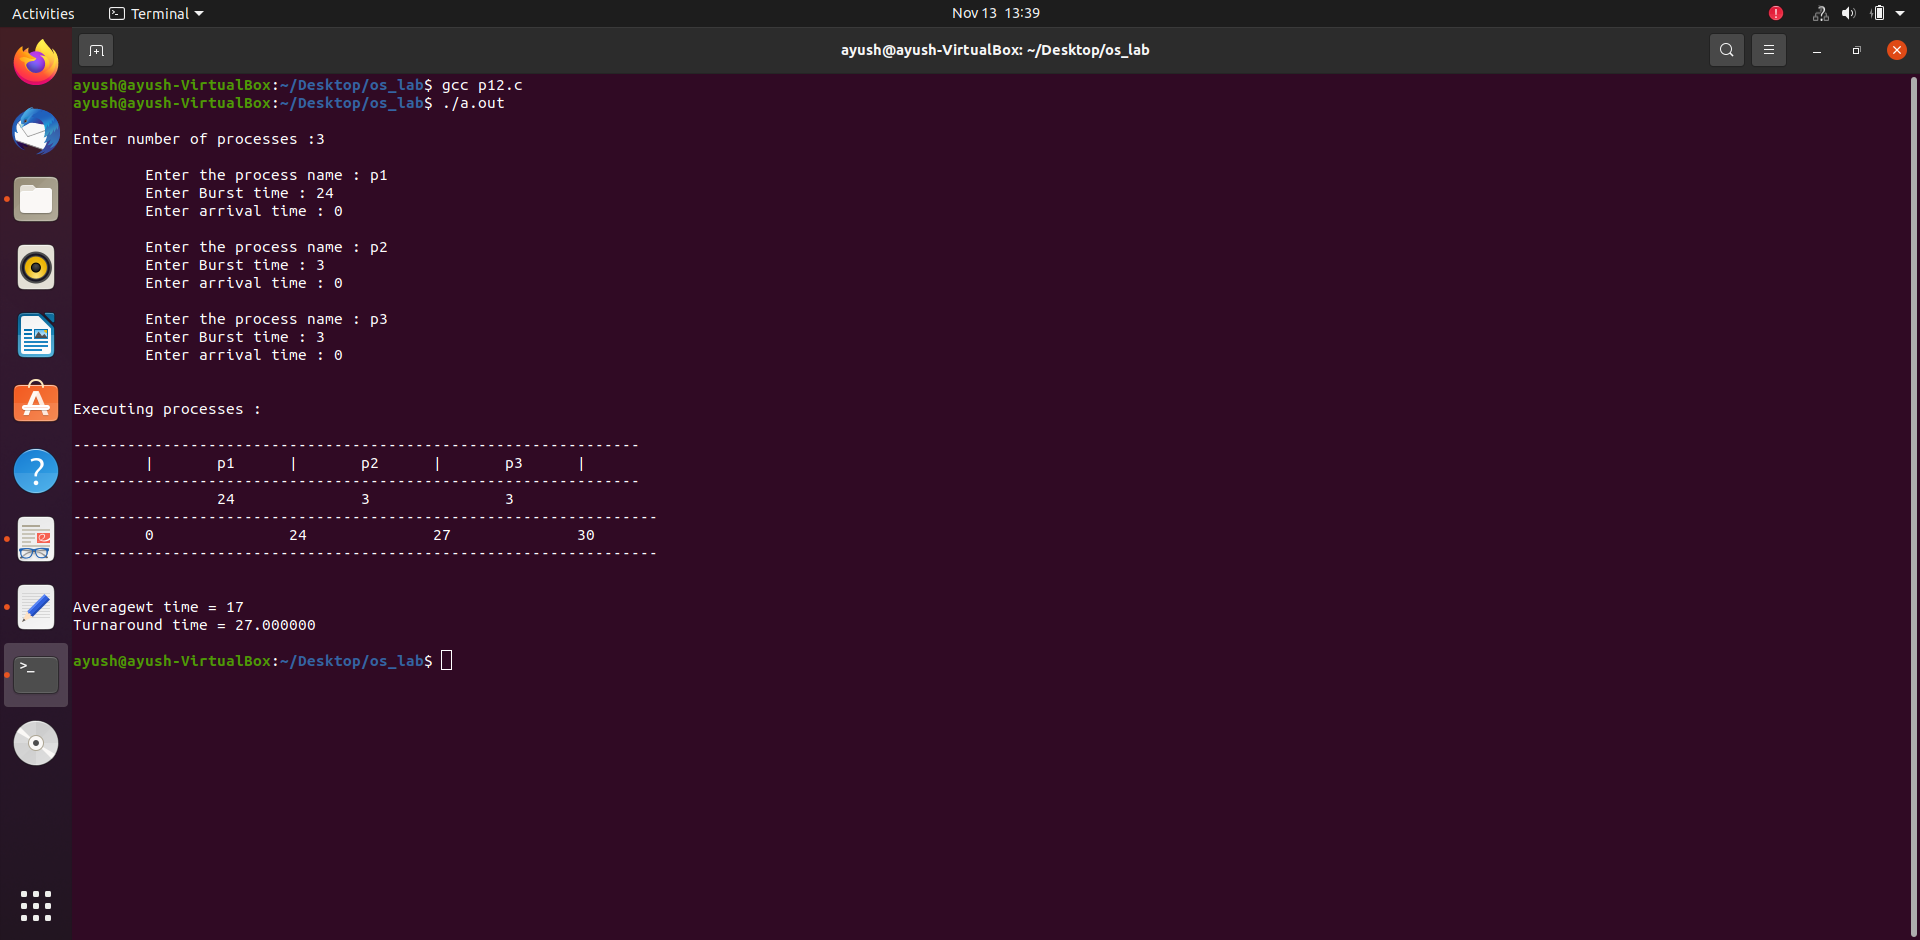 Activities Terminal Nov 13 13:39
ayush@ayush-VirtualBox: ~/Desktop/os_lab
ayush@ayush-VirtualBox:~/Desktop/os_lab$ gcc p12.c
ayush@ayush-VirtualBox:~/Desktop/os_lab$ ./a.out
Enter number of processes :3
Enter the process name : p1
Enter Burst time : 24
Enter arrival time : 0
Enter the process name : p2
Enter Burst time : 3
Enter arrival time : 0
Enter the process name : p3
Enter Burst time : 3
Enter arrival time : 0
Executing processes :
---------------------------------------------------------------
| p1 | p2 | p3 |
---------------------------------------------------------------
24 3 3
-----------------------------------------------------------------
0 24 27 30
-----------------------------------------------------------------
Averagewt time = 17
Turnaround time = 27.000000
ayush@ayush-VirtualBox:~/Desktop/os_lab$